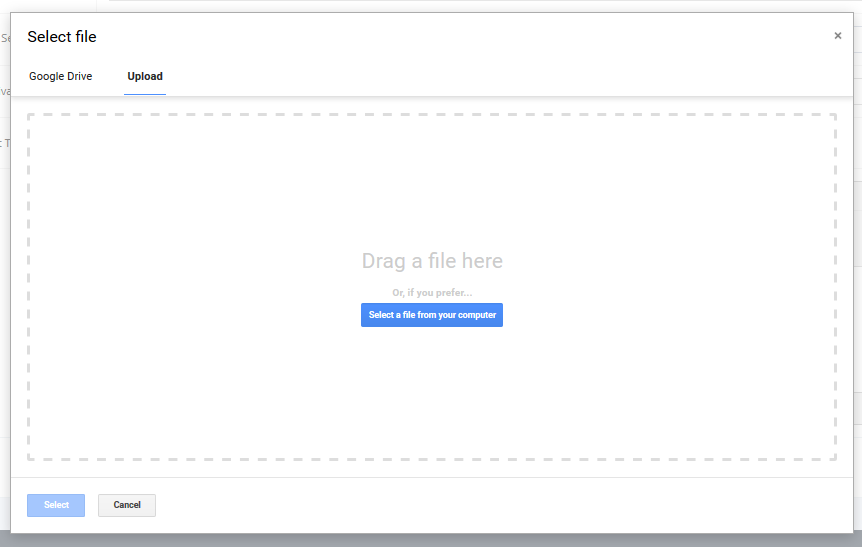 Select file
×
Google Drive
Upload
Drag a file here
Or, if you prefer...
Select a file from your computer
Select
Cancel